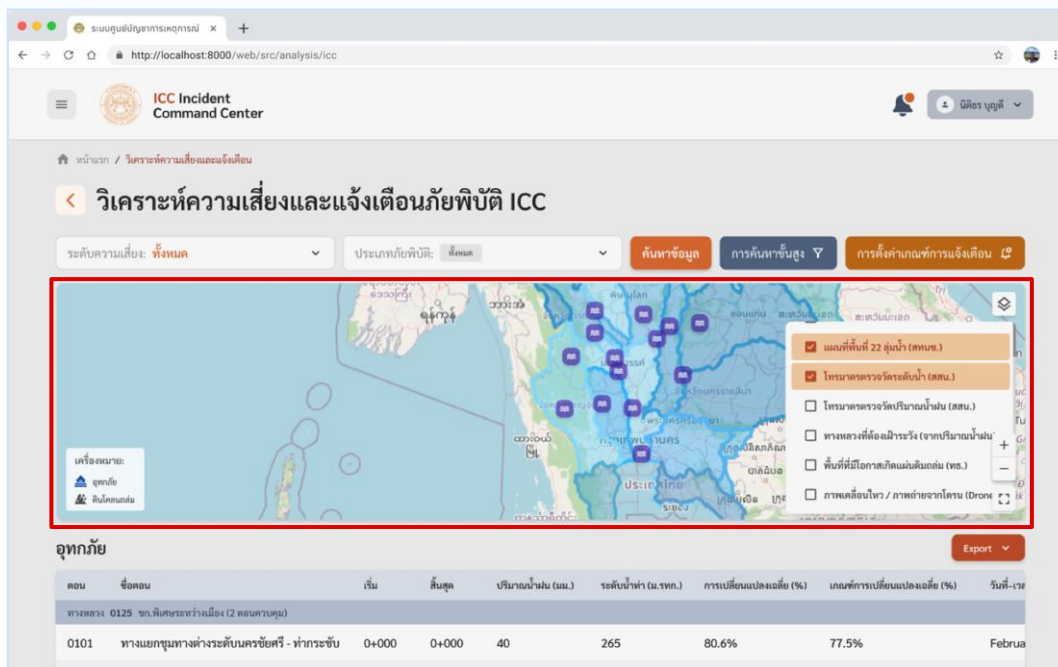 ระบบศูนย์บัญชาการเหตุการณ์
http://localhost:8000/web/src/analysis/icc
ICC Incident
Command Center
นิติธร บุญดี
หน้าแรก / วิเคราะห์ความเสี่ยงและแจ้งเตือน
วิเคราะห์ความเสี่ยงและแจ้งเตือนภัยพิบัติ ICC
ระดับความเสี่ยง: ทั้งหมด
ประเภทภัยพิบัติ: ทั้งหมด
ค้นหาข้อมูล
การค้นหาขั้นสูง
การตั้งค่าเกณฑ์การแจ้งเตือน
แผนที่พื้นที่ 22 ลุ่มน้ำ (สทนช.)
โทรมาตรตรวจวัดระดับน้ำ (สสน.)
โทรมาตรตรวจวัดปริมาณน้ำฝน (สสน.)
ทางหลวงที่ต้องเฝ้าระวัง (จากปริมาณน้ำฝน
พื้นที่ที่มีโอกาสเกิดแผ่นดินถล่ม (ทธ.)
ภาพเคลื่อนไหว / ภาพถ่ายจากโดรน (Drone
เครื่องหมาย:
อุทกภัย
ดินโคลนถล่ม
อุทกภัย
Export
ตอน ชื่อตอน เริ่ม สิ้นสุด ปริมาณน้ำฝน (มม.) ระดับน้ำท่า (ม.รทก.) การเปลี่ยนแปลงเฉลี่ย (%) เกณฑ์การเปลี่ยนแปลงเฉลี่ย (%) วันที่-เวล
ทางหลวง 0125 ขก.พิเศษระหว่างเมือง (2 ตอนควบคุม)
0101 ทางแยกชุมทางต่างระดับนครชัยศรี - ท่ากระชับ 0+000 0+000 40 265 80.6% 77.5% Februa